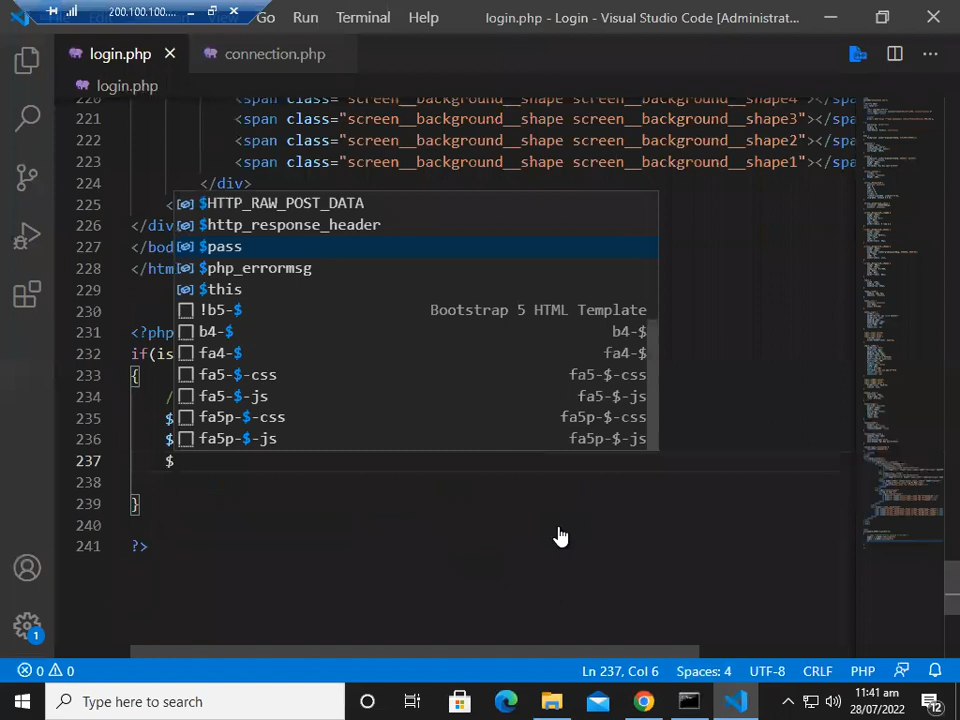 200.100.100....
Go Run Terminal Help
login.php - Login - Visual Studio Code [Administrat...
login.php
connection.php
login.php
220 <span class="screen__background__shape screen__background__shape4"></spa
221 <span class="screen__background__shape screen__background__shape3"></spa
222 <span class="screen__background__shape screen__background__shape2"></spa
223 <span class="screen__background__shape screen__background__shape1"></spa
224 </div>
225 <
226 </div
227 </bod
228 </htm
229
230
231 <?php
232 if(is
233 {
234 /
235 $
236 $
237 $
238
239 }
240
241 ?>
$HTTP_RAW_POST_DATA
$http_response_header
$pass
$php_errormsg
$this
!b5-$ Bootstrap 5 HTML Template
b4-$ b4-$
fa4-$ fa4-$
fa5-$-css fa5-$-css
fa5-$-js fa5-$-js
fa5p-$-css fa5p-$-css
fa5p-$-js fa5p-$-js
1
0 0
Ln 237, Col 6 Spaces: 4 UTF-8 CRLF PHP
Type here to search
11:41 am
28/07/2022
12